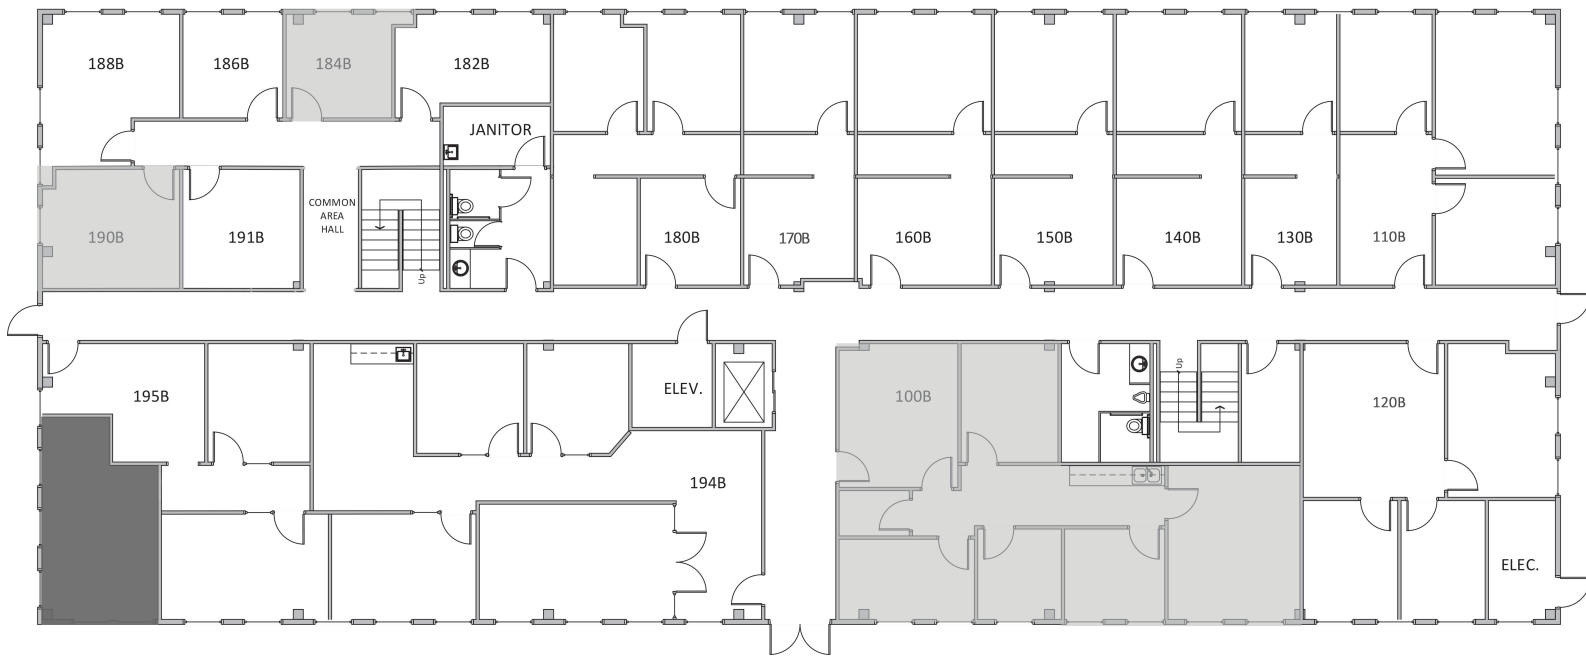 188B
186B
184B
182B
JANITOR
COMMON
AREA
HALL
190B
191B
Up
180B
170B
160B
150B
140B
130B
110B
195B
ELEV.
100B
Up
120B
194B
ELEC.